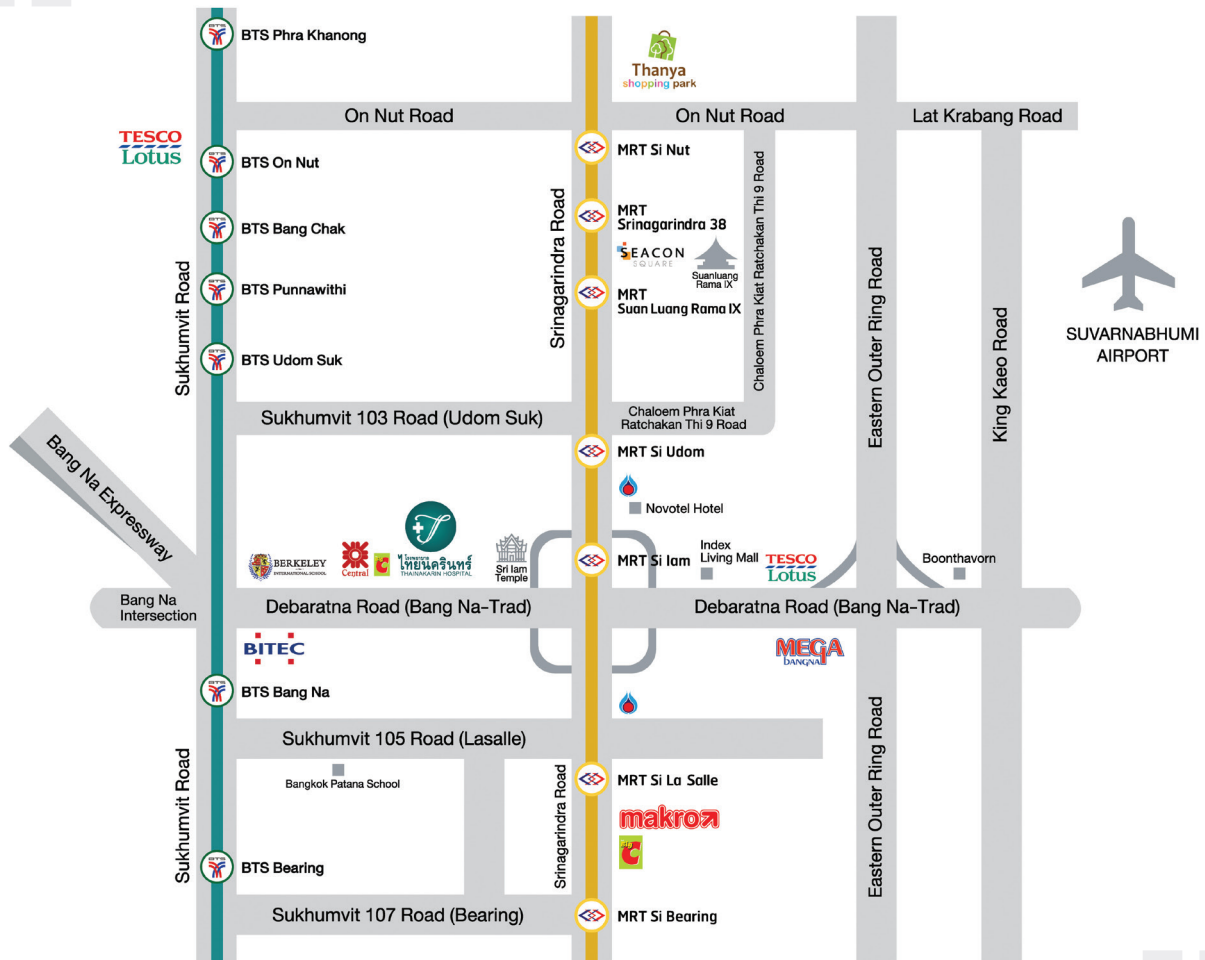 BTS
BTS Phra Khanong
Thanya
shopping park
On Nut Road
On Nut Road
Lat Krabang Road
TESCO
Lotus
BTS
BTS On Nut
MRT Si Nut
BTS
BTS Bang Chak
MRT
Srinagarindra 38
SEACON
SQUARE
Suanluang
Rama IX
BTS
BTS Punnawithi
MRT
Suan Luang Rama IX
Sukhumvit Road
Srinagarindra Road
Chaloem Phra Kiat Ratchakan Thi 9 Road
Eastern Outer Ring Road
King Kaeo Road
SUVARNABHUMI
AIRPORT
BTS
BTS Udom Suk
Sukhumvit 103 Road (Udom Suk)
Chaloem Phra Kiat
Ratchakan Thi 9 Road
MRT Si Udom
Bang Na Expressway
Novotel Hotel
BERKELEY
INTERNATIONAL SCHOOL
Central
C
โรงพยาบาล
ไทยนครินทร์
THAINAKARIN HOSPITAL
Sri Iam
Temple
MRT Si Iam
Index
Living Mall
TESCO
Lotus
Boonthavorn
Bang Na
Intersection
Debaratna Road (Bang Na-Trad)
Debaratna Road (Bang Na-Trad)
BITEC
MEGA
BANGNA
BTS
BTS Bang Na
Sukhumvit 105 Road (Lasalle)
Bangkok Patana School
Sukhumvit Road
Srinagarindra Road
MRT Si La Salle
Eastern Outer Ring Road
makro
Big
C
BTS
BTS Bearing
Sukhumvit 107 Road (Bearing)
MRT Si Bearing